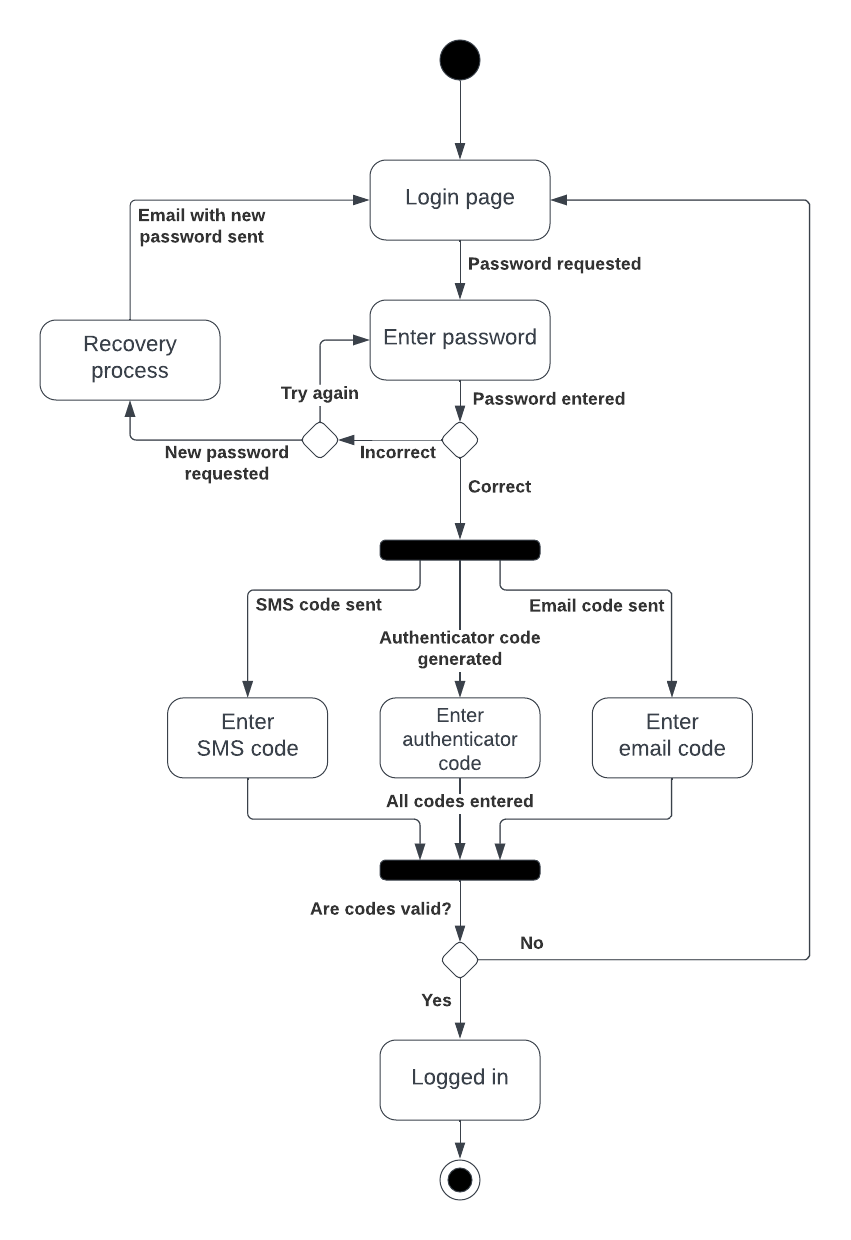 Login page
Email with new
password sent
Password requested
Enter password
Recovery
process
Try again
Password entered
New password
requested
Incorrect
Correct
SMS code sent
Email code sent
Authenticator code
generated
Enter
SMS code
Enter
authenticator
code
Enter
email code
All codes entered
Are codes valid?
No
Yes
Logged in